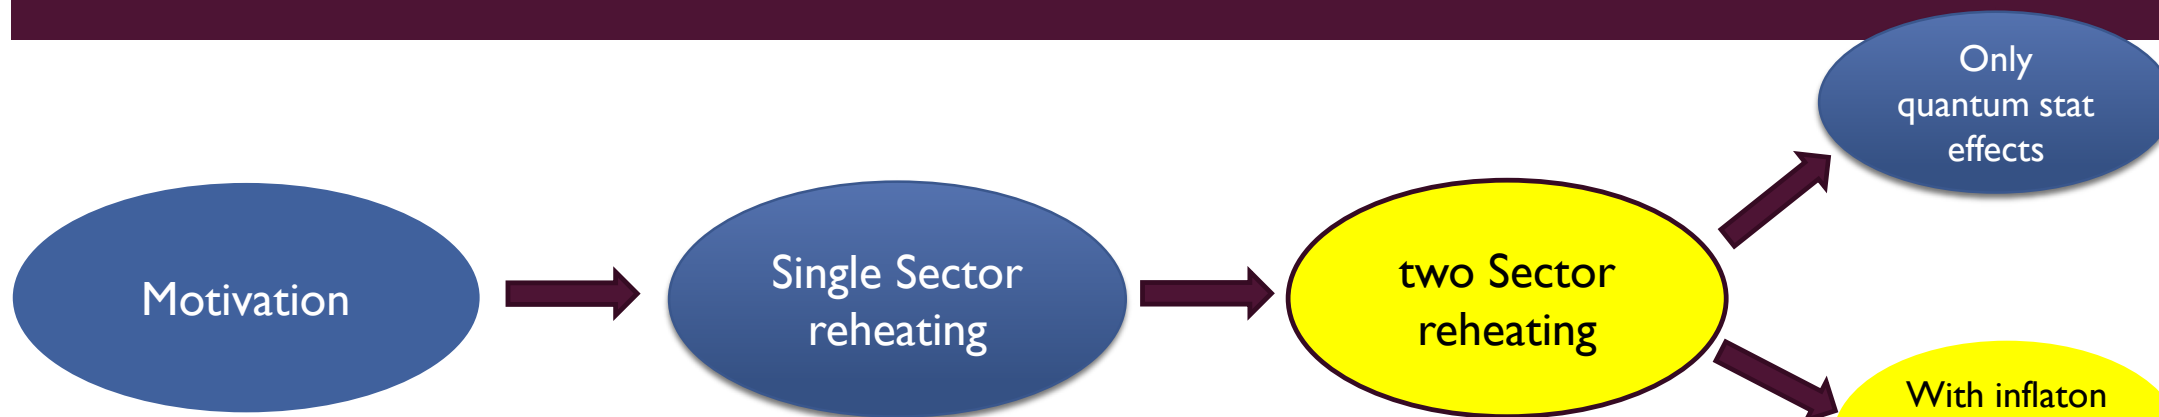 Only
quantum stat
effects
Motivation
Single Sector
reheating
two Sector
reheating
With inflaton